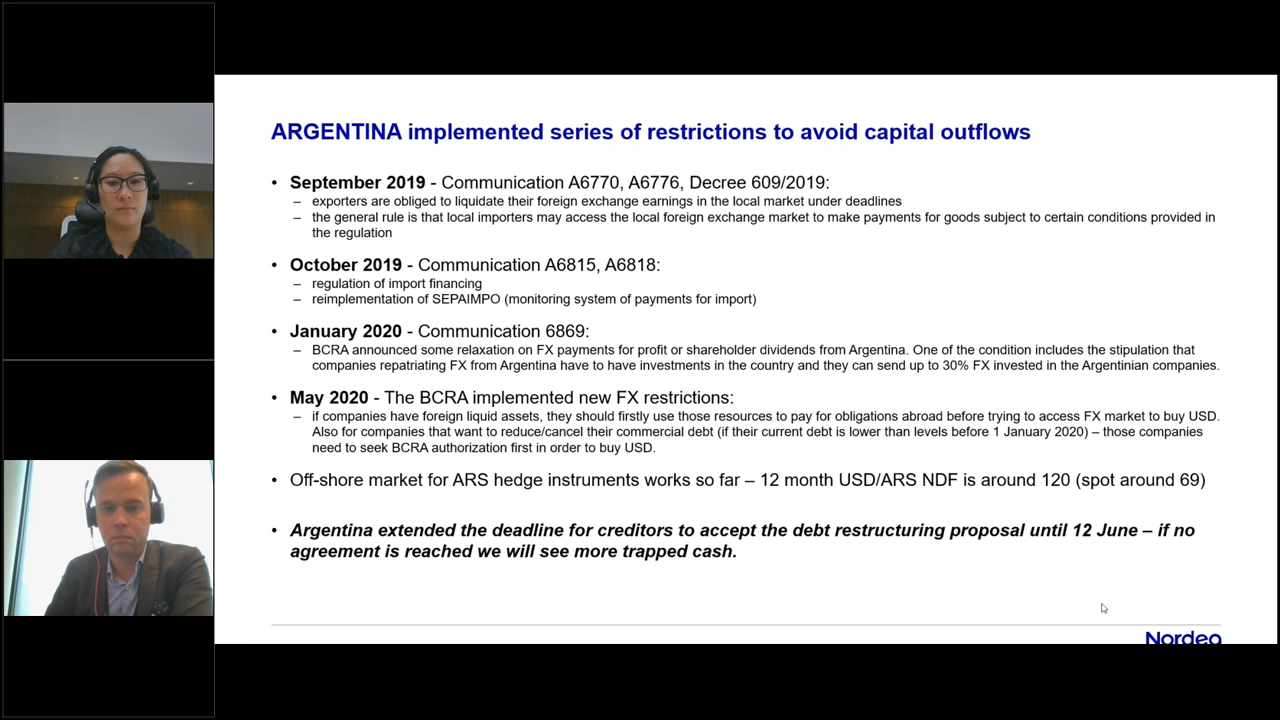 ARGENTINA implemented series of restrictions to avoid capital outflows
• September 2019 - Communication A6770, A6776, Decree 609/2019:
– exporters are obliged to liquidate their foreign exchange earnings in the local market under deadlines
– the general rule is that local importers may access the local foreign exchange market to make payments for goods subject to certain conditions provided in
the regulation
• October 2019 - Communication A6815, A6818:
– regulation of import financing
– reimplementation of SEPAIMPO (monitoring system of payments for import)
• January 2020 - Communication 6869:
– BCRA announced some relaxation on FX payments for profit or shareholder dividends from Argentina. One of the condition includes the stipulation that
companies repatriating FX from Argentina have to have investments in the country and they can send up to 30% FX invested in the Argentinian companies.
• May 2020 - The BCRA implemented new FX restrictions:
– if companies have foreign liquid assets, they should firstly use those resources to pay for obligations abroad before trying to access FX market to buy USD.
Also for companies that want to reduce/cancel their commercial debt (if their current debt is lower than levels before 1 January 2020) – those companies
need to seek BCRA authorization first in order to buy USD.
• Off-shore market for ARS hedge instruments works so far – 12 month USD/ARS NDF is around 120 (spot around 69)
• Argentina extended the deadline for creditors to accept the debt restructuring proposal until 12 June – if no
agreement is reached we will see more trapped cash.
Nordea